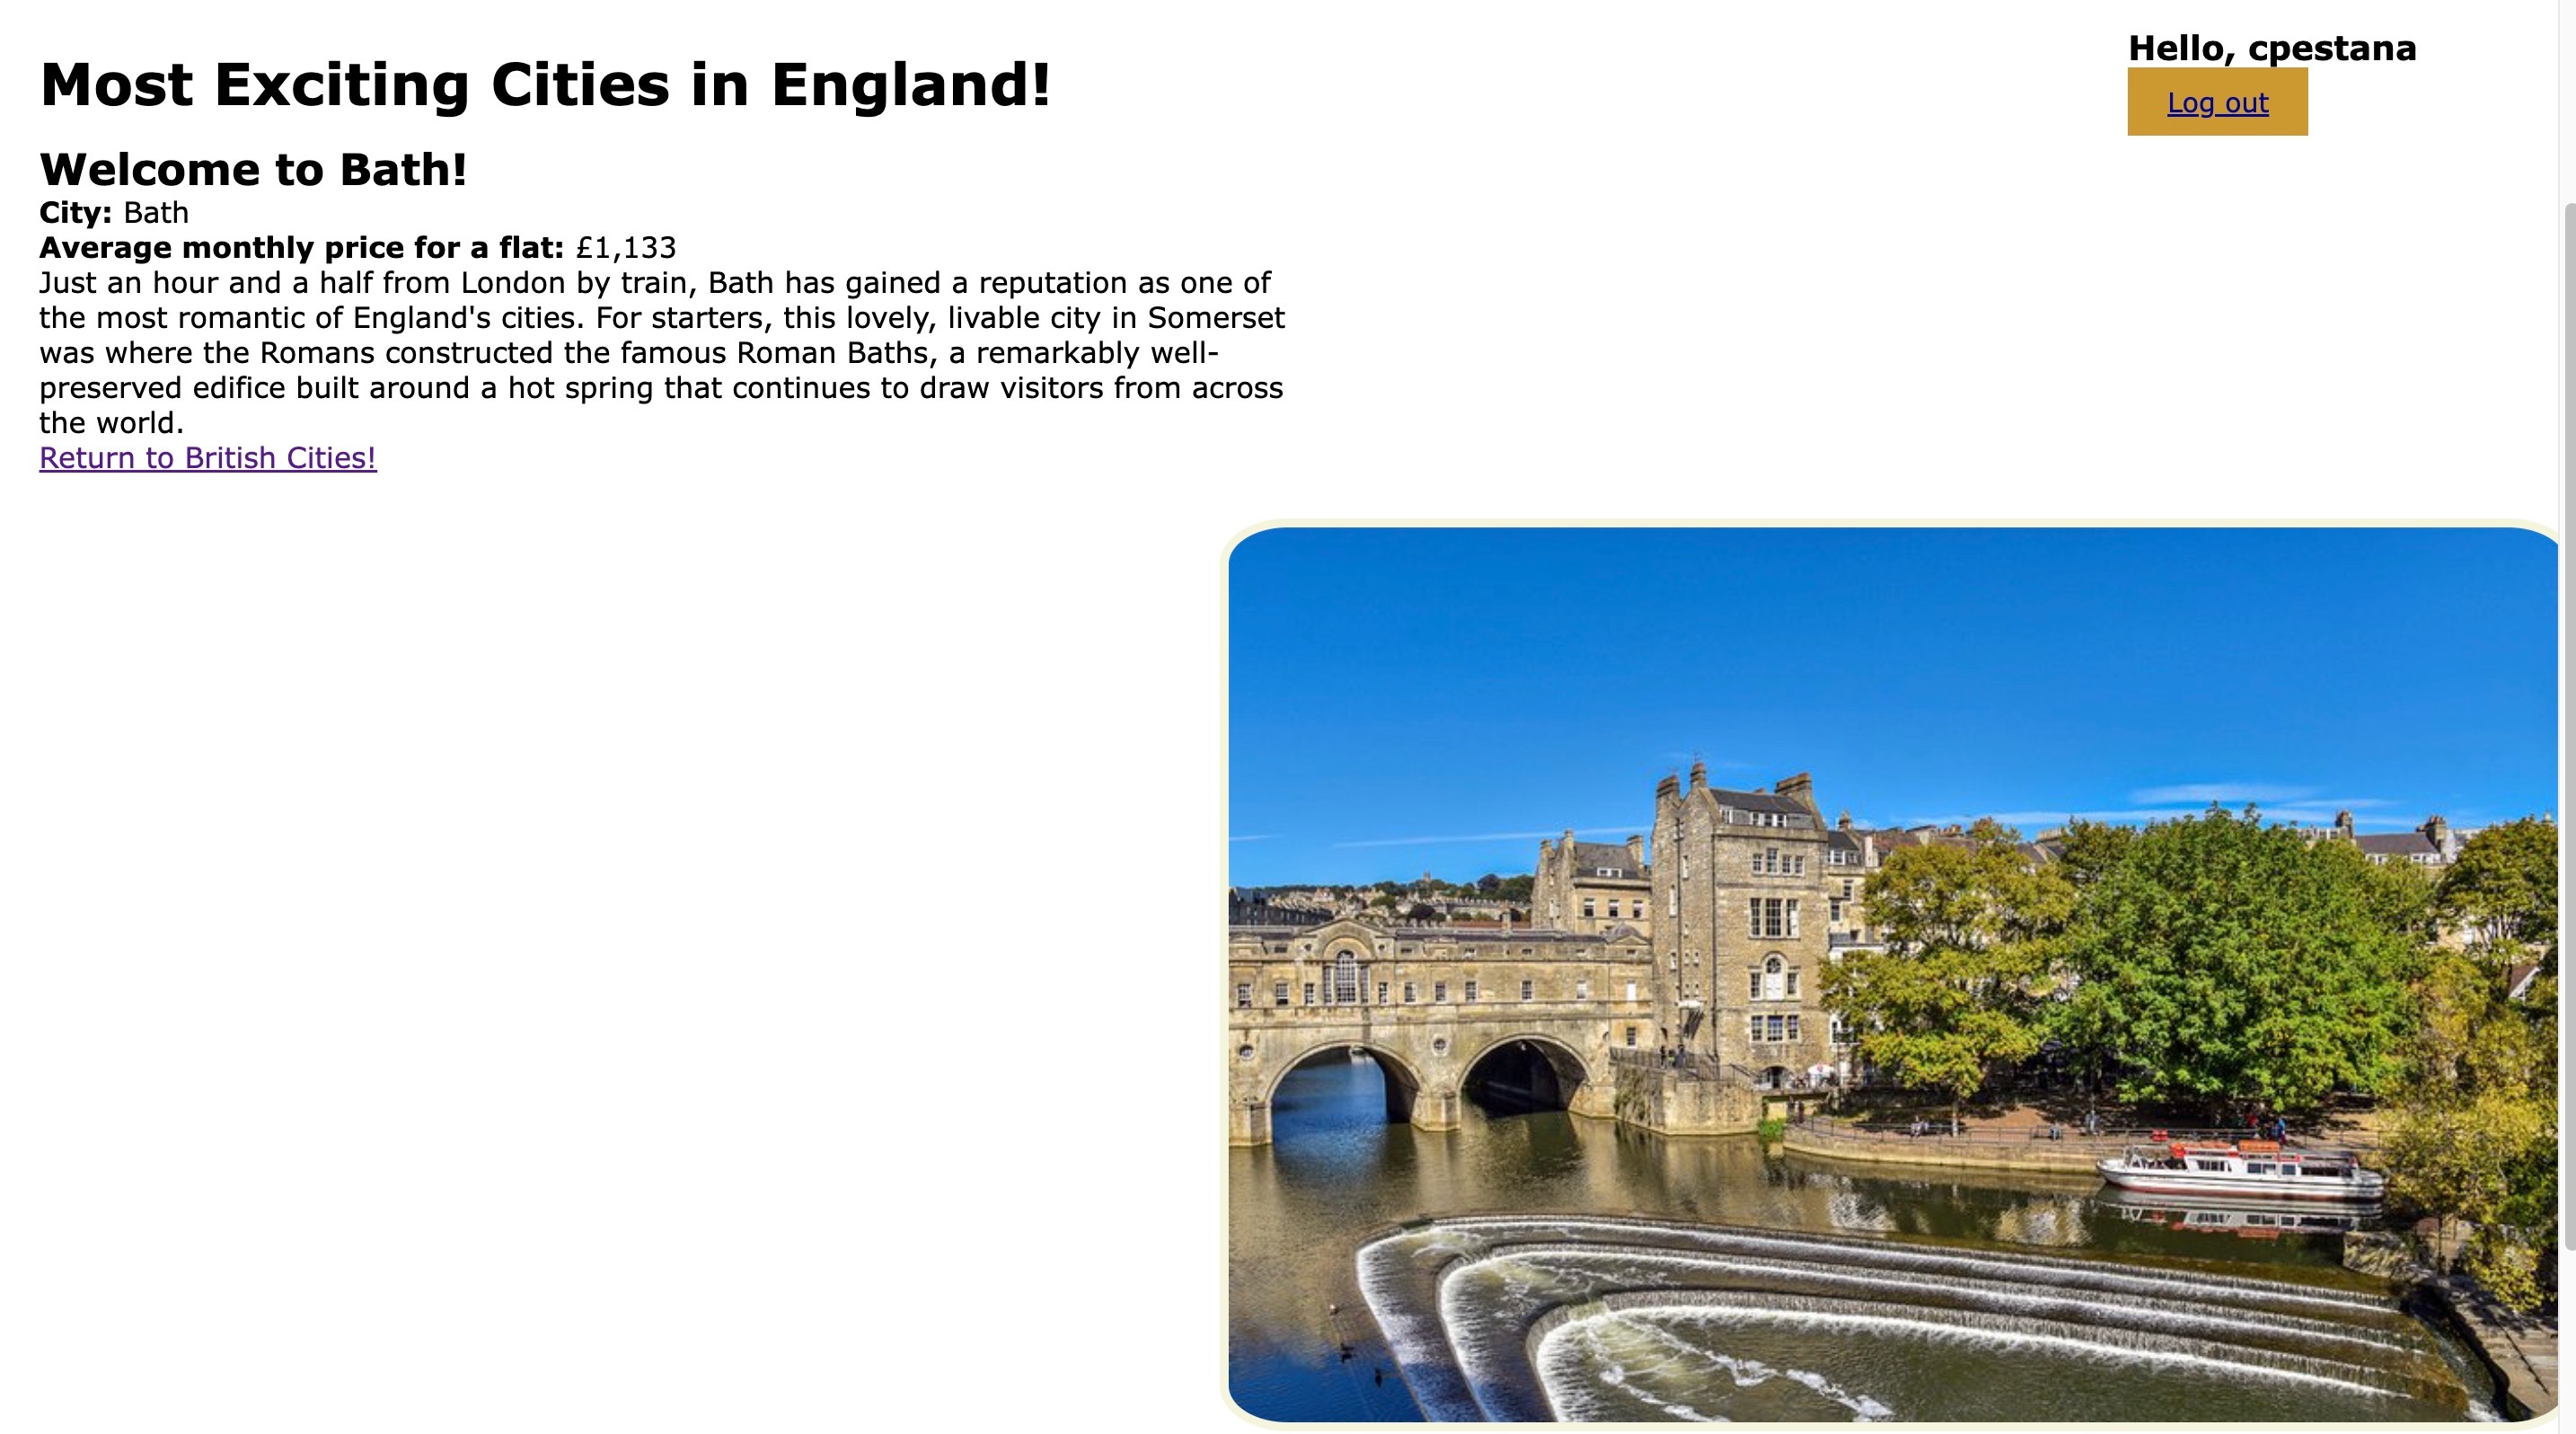 Most Exciting Cities in England!
Hello, cpestana
Log out
Welcome to Bath!
City: Bath
Average monthly price for a flat: £1,133
Just an hour and a half from London by train, Bath has gained a reputation as one of
the most romantic of England's cities. For starters, this lovely, livable city in Somerset
was where the Romans constructed the famous Roman Baths, a remarkably well-
preserved edifice built around a hot spring that continues to draw visitors from across
the world.
Return to British Cities!